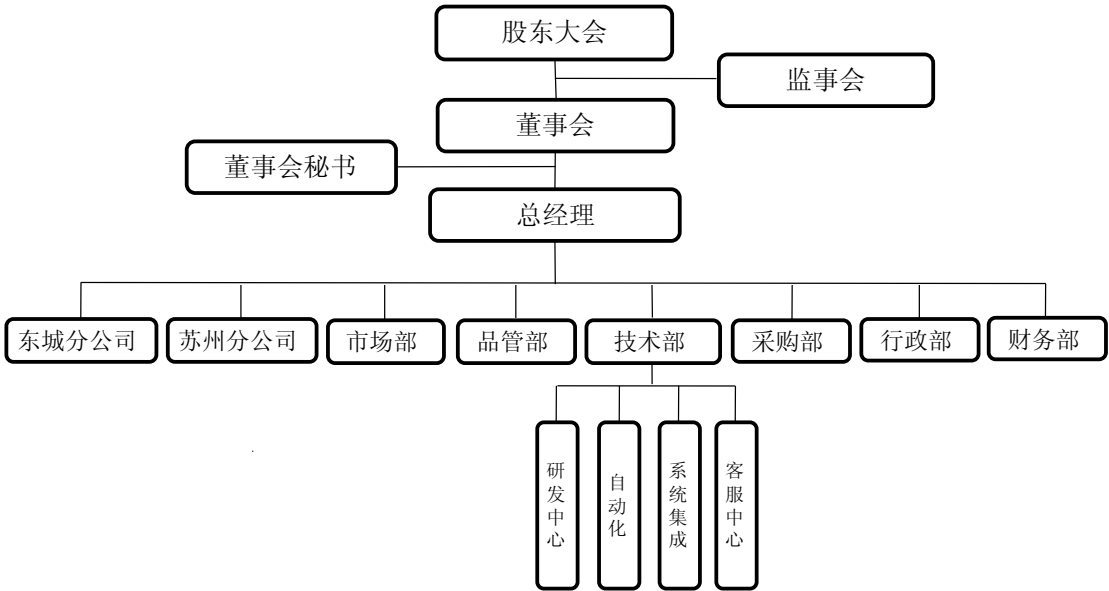 股东大会
监事会
董事会
董事会秘书
总经理
东城分公司
苏州分公司
市场部
品管部
技术部
采购部
行政部
财务部
研发中心
自动化
系统集成
客服中心